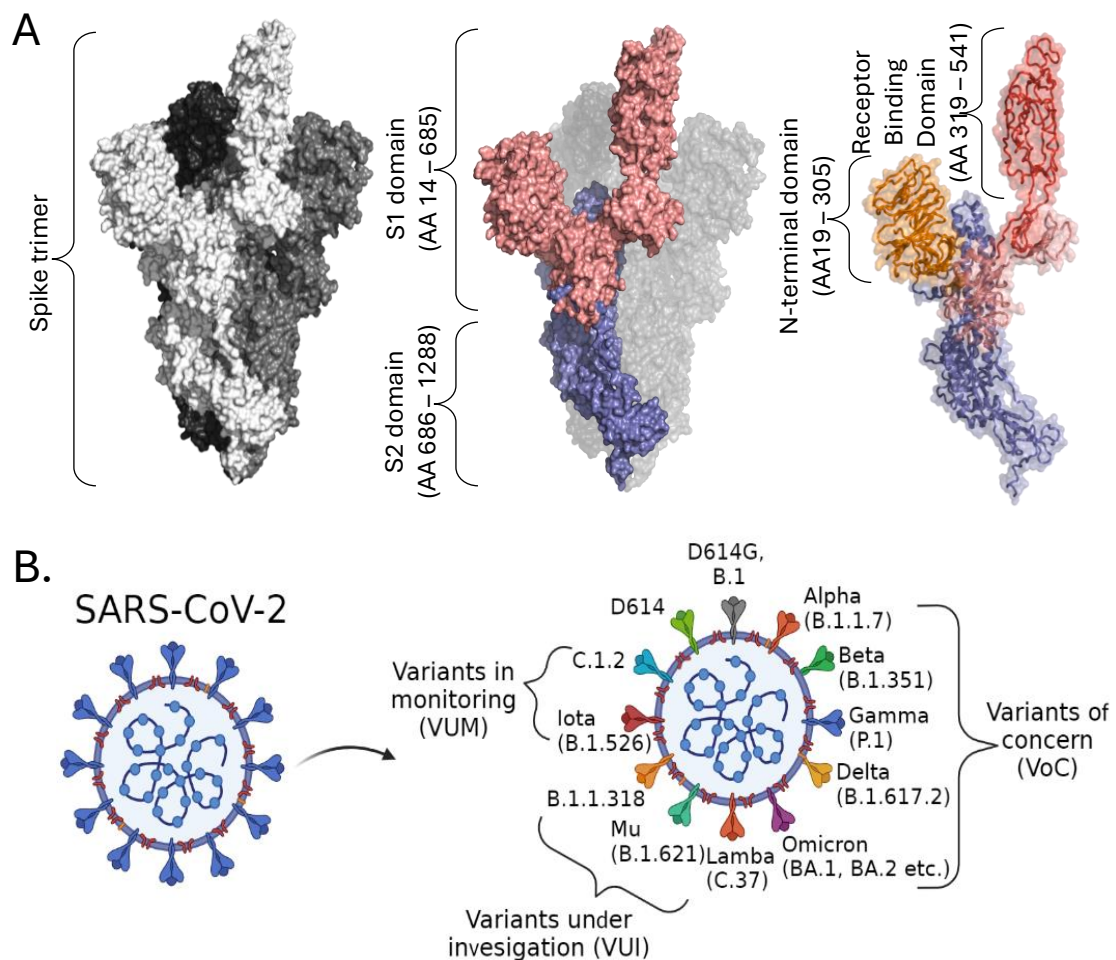 A
Spike trimer
S1 domain
(AA 14 – 685)
S2 domain
(AA 686 – 1288)
N-terminal domain
(AA19 – 305)
Receptor
Binding
Domain
(AA 319 – 541)
B.
SARS-CoV-2
D614G,
B.1
D614
Alpha
(B.1.1.7)
C.1.2
Beta
(B.1.351)
Variants in
monitoring
(VUM)
Iota
(B.1.526)
Gamma
(P.1)
Variants of
concern
(VoC)
Delta
(B.1.617.2)
B.1.1.318
Mu
(B.1.621)
Lamba
(C.37)
Omicron
(BA.1, BA.2 etc.)
Variants under
invesigation (VUI)